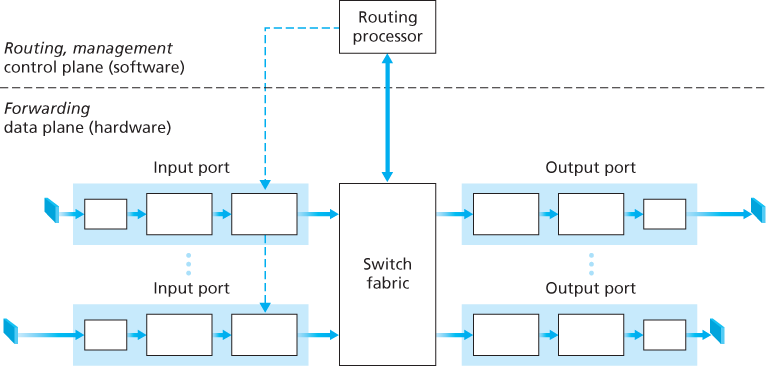 Routing
processor
Routing, management
control plane (software)
Forwarding
data plane (hardware)
Input port
Output port
Switch
fabric
Input port
Output port